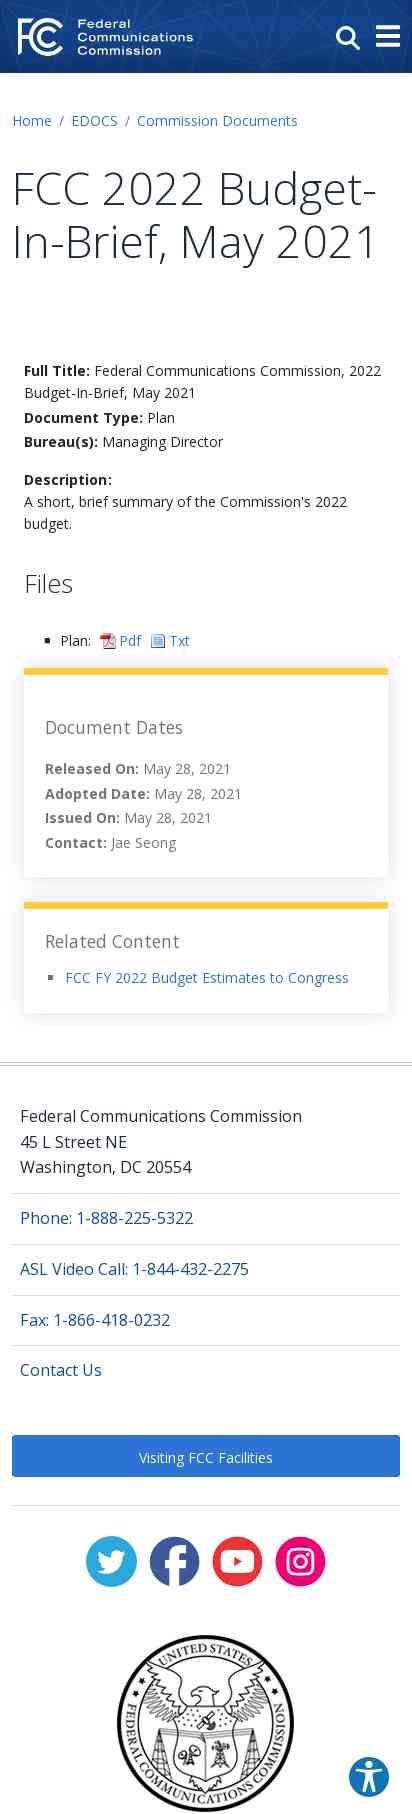 Federal
Communications
Commission
Home / EDOCS / Commission Documents
FCC 2022 Budget-
In-Brief, May 2021
Full Title: Federal Communications Commission, 2022
Budget-In-Brief, May 2021
Document Type: Plan
Bureau(s): Managing Director
Description:
A short, brief summary of the Commission's 2022
budget.
Files
Plan: Pdf Txt
Document Dates
Released On: May 28, 2021
Adopted Date: May 28, 2021
Issued On: May 28, 2021
Contact: Jae Seong
Related Content
FCC FY 2022 Budget Estimates to Congress
Federal Communications Commission
45 L Street NE
Washington, DC 20554
Phone: 1-888-225-5322
ASL Video Call: 1-844-432-2275
Fax: 1-866-418-0232
Contact Us
Visiting FCC Facilities
UNITED STATES
FEDERAL COMMUNICATIONS COMMISSION